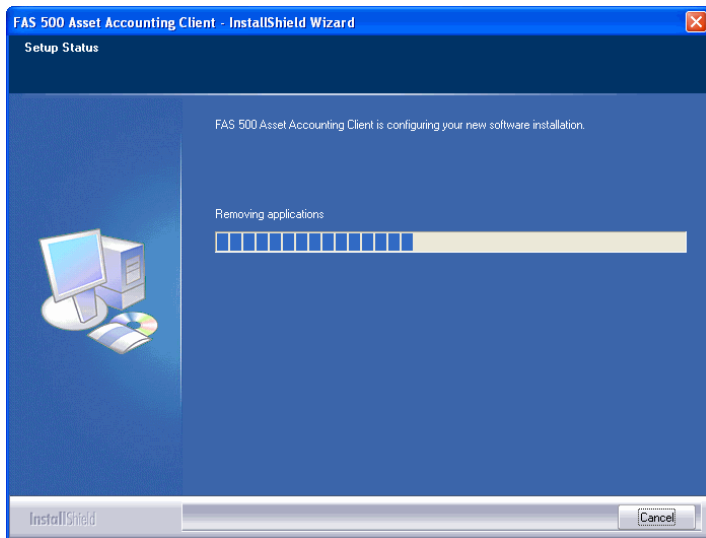 FAS 500 Asset Accounting Client - InstallShield Wizard
Setup Status
FAS 500 Asset Accounting Client is configuring your new software installation.
Removing applications
InstallShield
Cancel